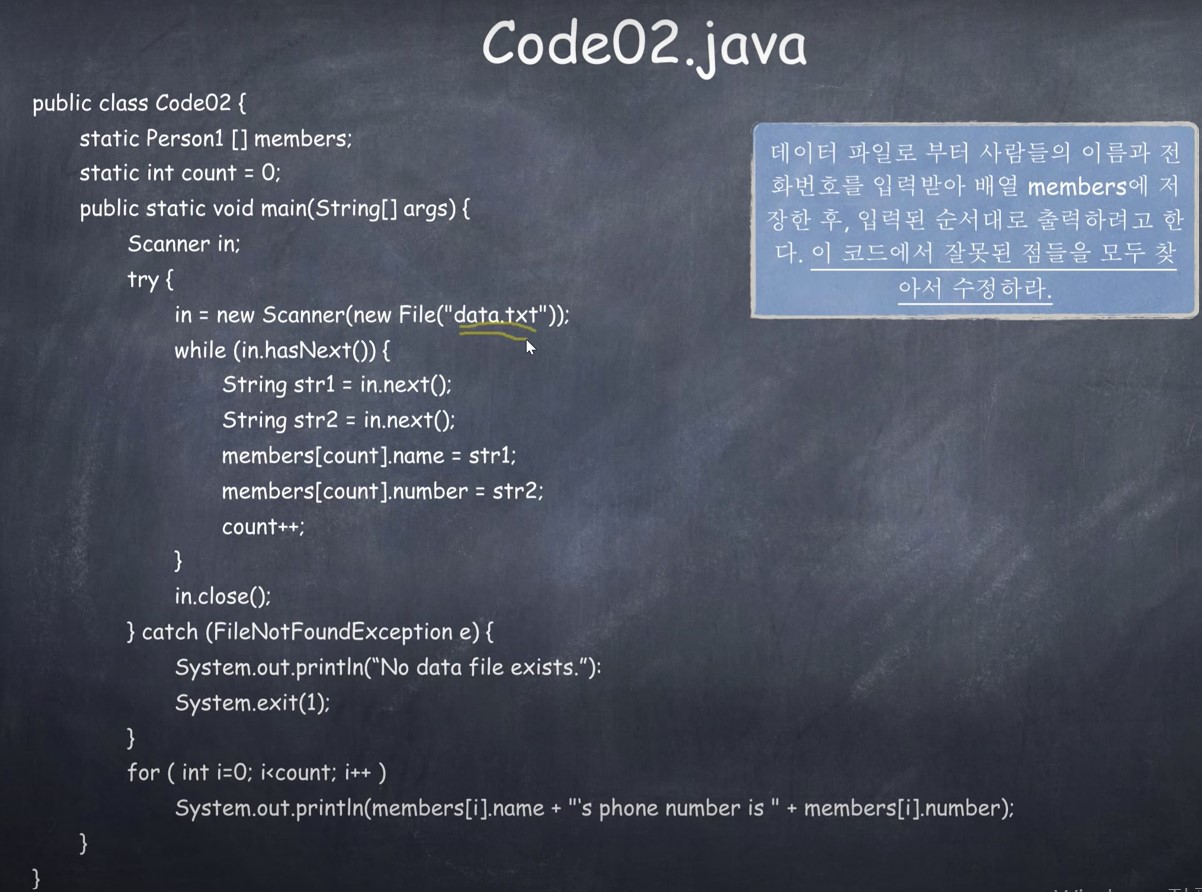 Code02.java
public class Code02 {
static Person1 [] members;
static int count = 0;
public static void main(String[] args) {
Scanner in;
try {
in = new Scanner(new File("data.txt"));
while (in.hasNext()) {
String str1 = in.next();
String str2 = in.next();
members[count].name = str1;
members[count].number = str2;
count++;
}
in.close();
} catch (FileNotFoundException e) {
System.out.println(“No data file exists.”):
System.exit(1);
}
for ( int i=0; i<count; i++ )
System.out.println(members[i].name + "'s phone number is " + members[i].number);
}
}
데이터 파일로 부터 사람들의 이름과 전
화번호를 입력받아 배열 members에 저
장한 후, 입력된 순서대로 출력하려고 한
다. 이 코드에서 잘못된 점들을 모두 찾
아서 수정하라.